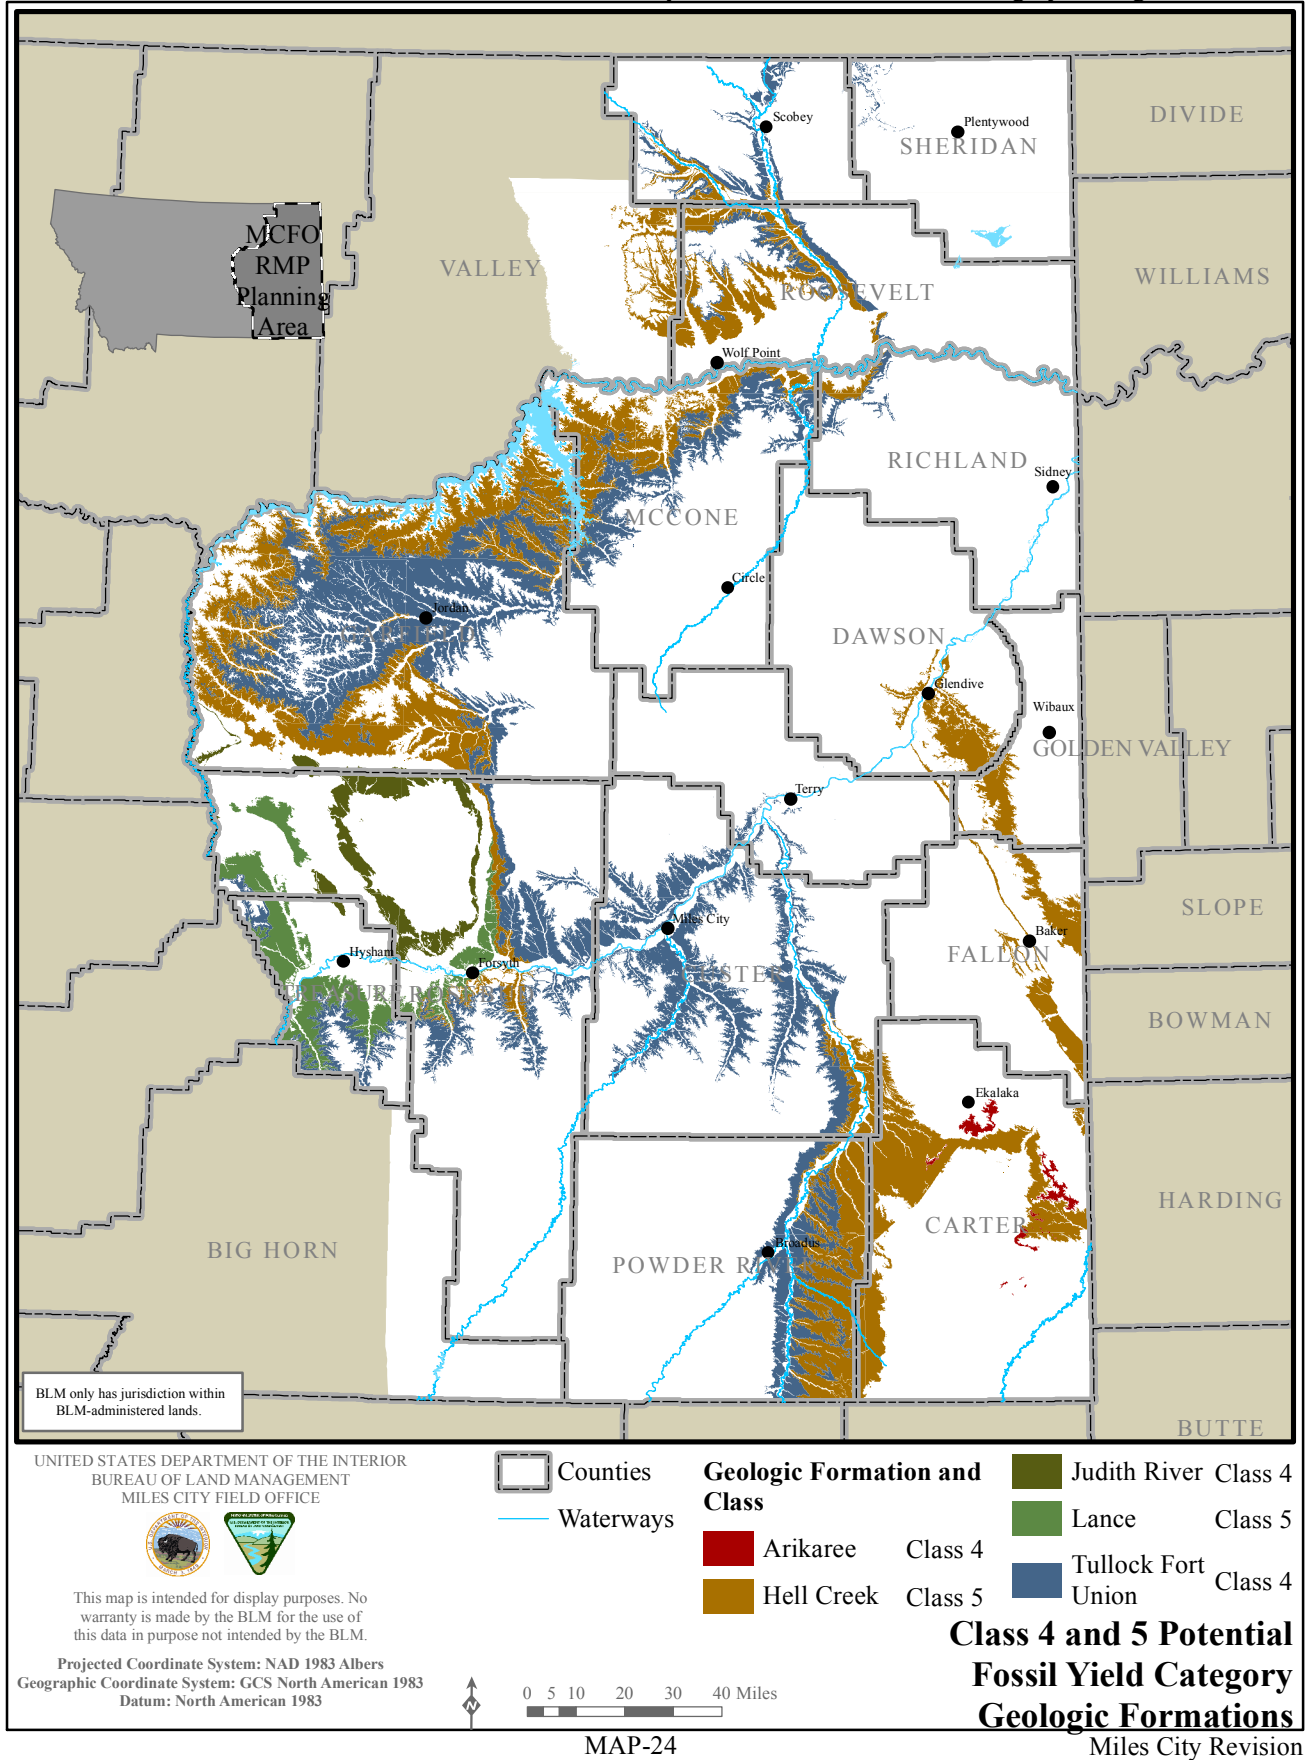 DIVIDE
Scobey
Plentywood
SHERIDAN
MCFO
RMP
Planning
Area
VALLEY
WILLIAMS
ROOSEVELT
Wolf Point
RICHLAND
Sidney
MCCONE
Circle
Jordan
GARFIELD
DAWSON
Glendive
Wibaux
GOLDEN VALLEY
Terry
SLOPE
Miles City
Baker
FALLON
Hysham
Forsyth
CUSTER
TREASURE
ROSEBUD
BOWMAN
Ekalaka
HARDING
CARTER
BIG HORN
Broadus
POWDER RIVER
BLM only has jurisdiction within
BLM-administered lands.
BUTTE
UNITED STATES DEPARTMENT OF THE INTERIOR
BUREAU OF LAND MANAGEMENT
MILES CITY FIELD OFFICE
This map is intended for display purposes. No
warranty is made by the BLM for the use of
this data in purpose not intended by the BLM.
Projected Coordinate System: NAD 1983 Albers
Geographic Coordinate System: GCS North American 1983
Datum: North American 1983
Counties
Waterways
Geologic Formation and
Class
Arikaree Class 4
Hell Creek Class 5
Judith River Class 4
Lance Class 5
Tullock Fort
Union Class 4
N
0 5 10 20 30 40 Miles
Class 4 and 5 Potential
Fossil Yield Category
Geologic Formations
MAP-24
Miles City Revision